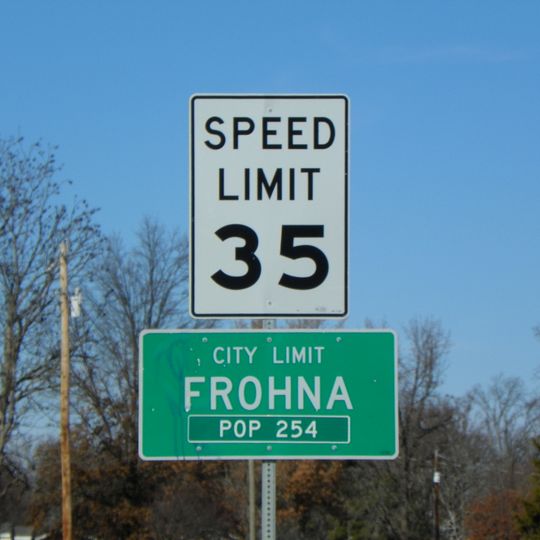 SPEED
LIMIT
35
CITY LIMIT
FROHNA
POP 254